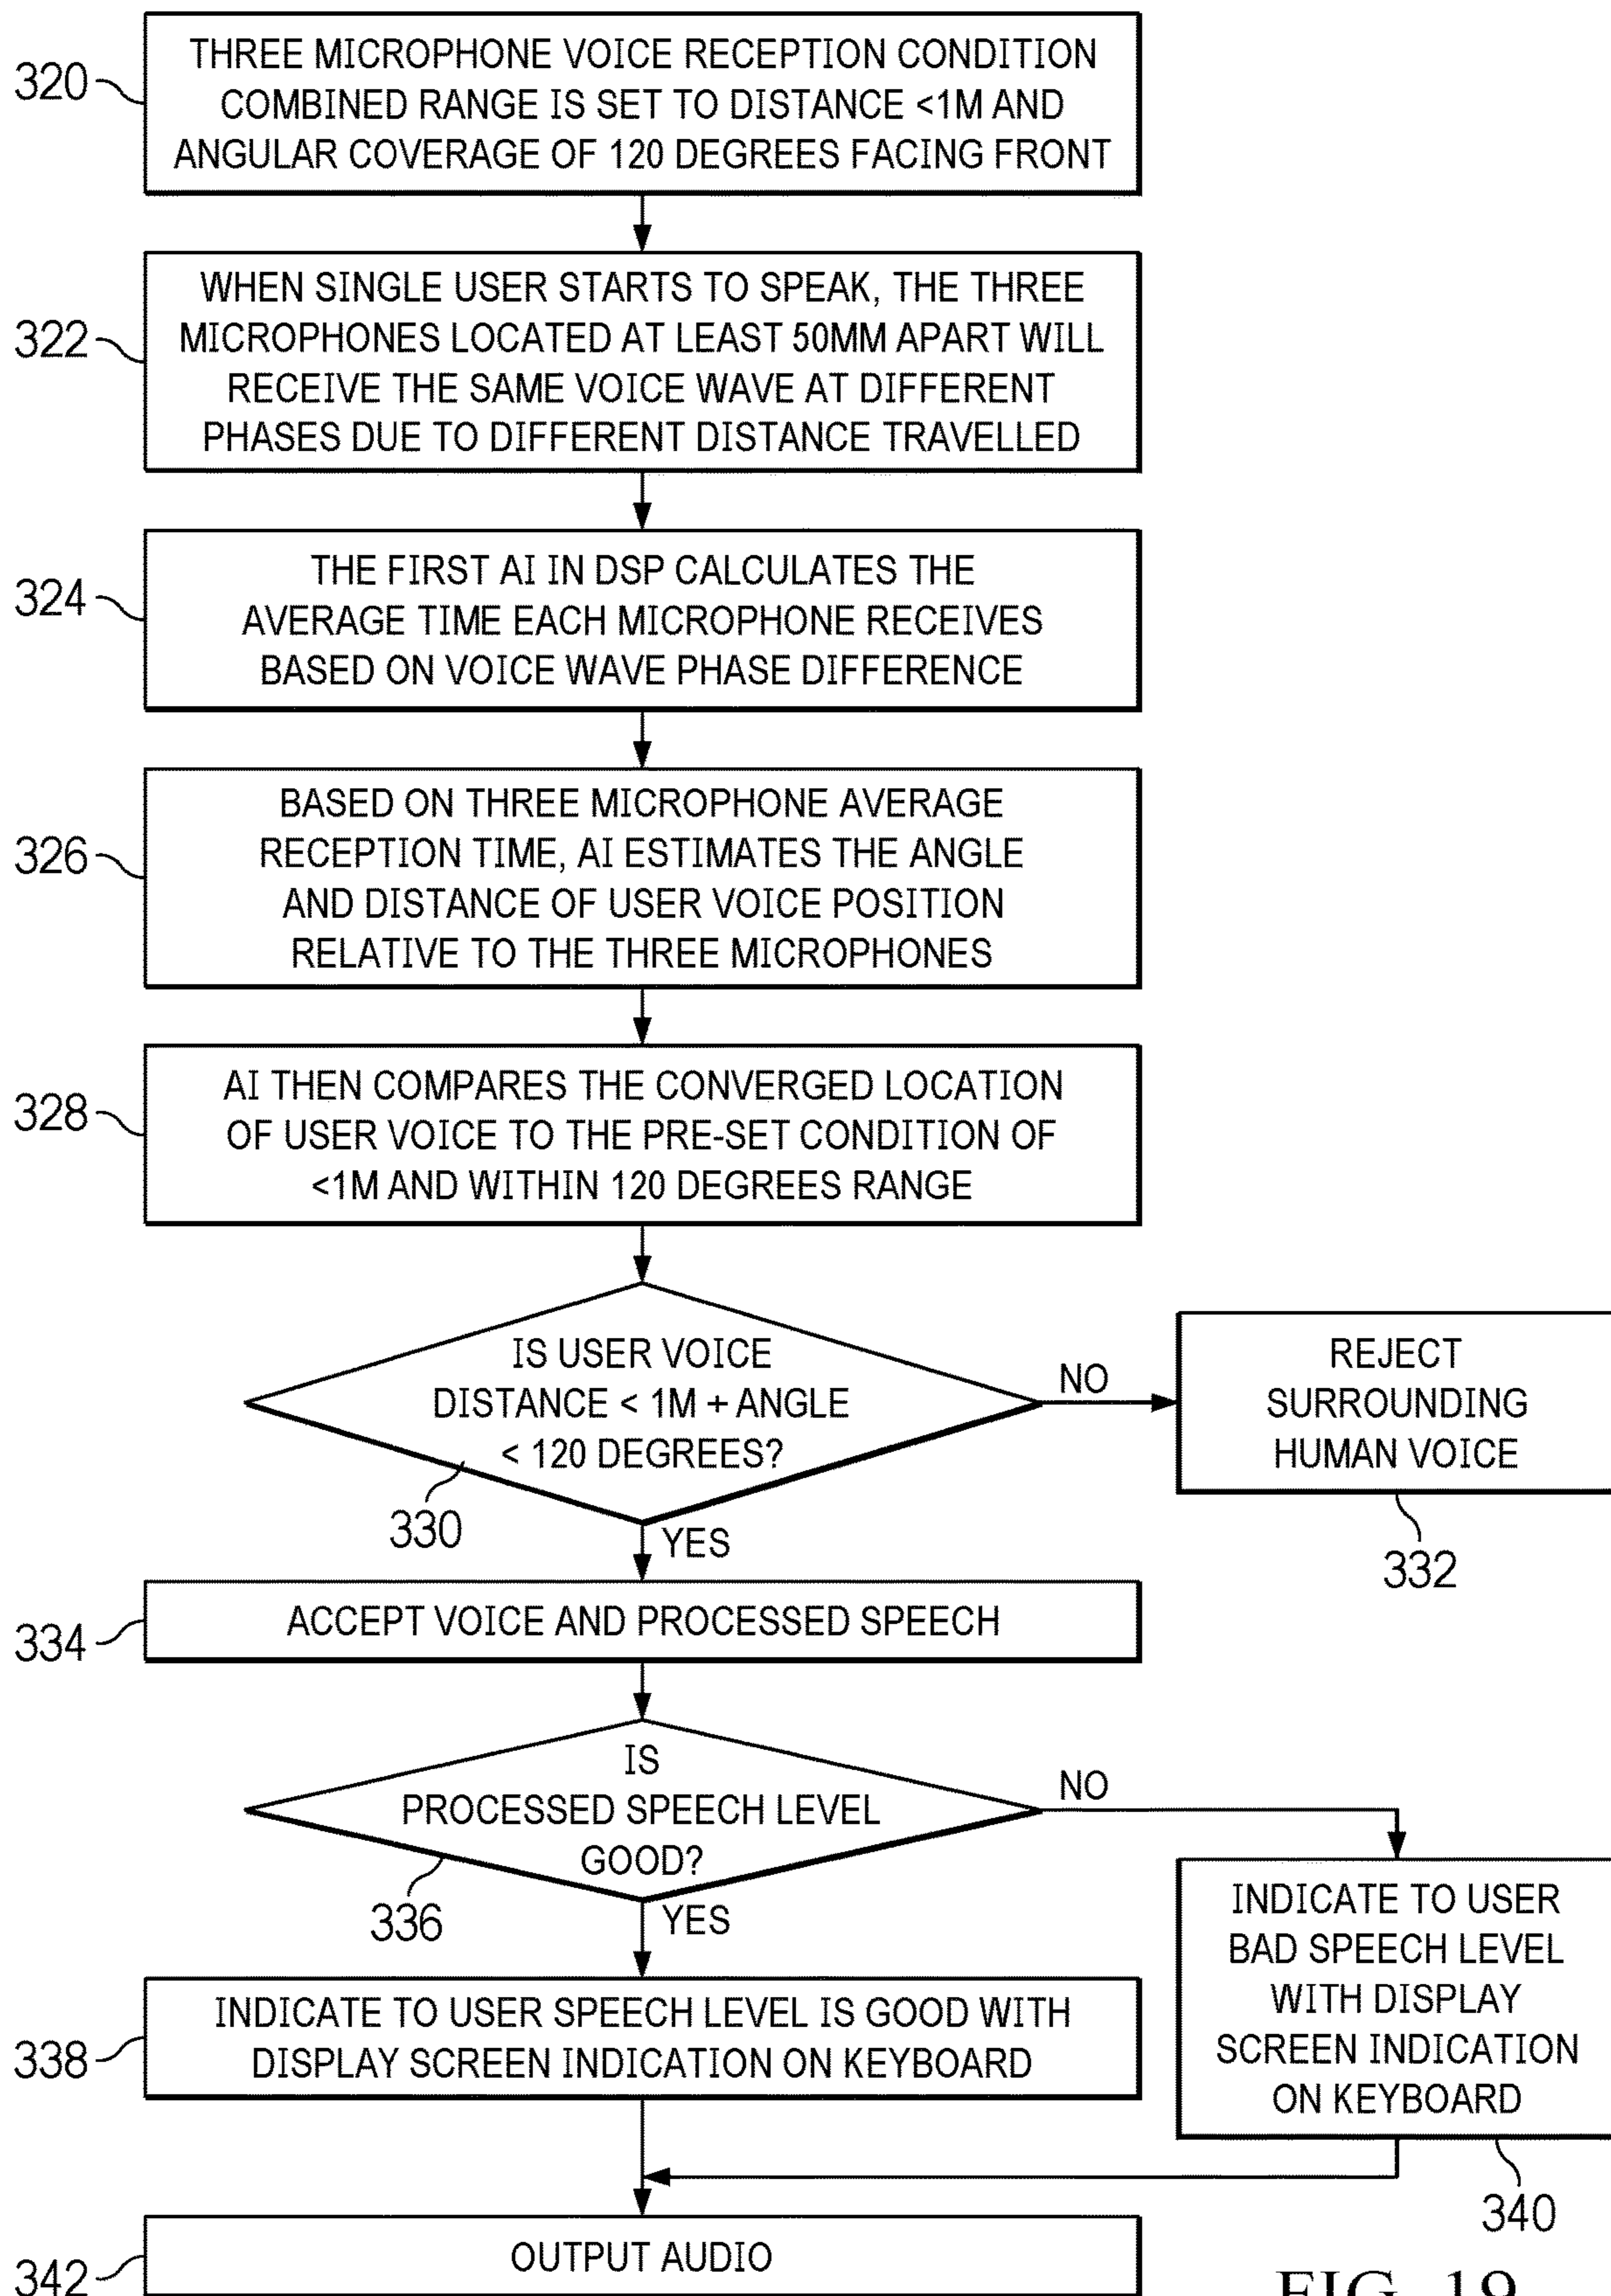 320
THREE MICROPHONE VOICE RECEPTION CONDITION
COMBINED RANGE IS SET TO DISTANCE <1M AND
ANGULAR COVERAGE OF 120 DEGREES FACING FRONT
322
WHEN SINGLE USER STARTS TO SPEAK, THE THREE
MICROPHONES LOCATED AT LEAST 50MM APART WILL
RECEIVE THE SAME VOICE WAVE AT DIFFERENT
PHASES DUE TO DIFFERENT DISTANCE TRAVELLED
324
THE FIRST AI IN DSP CALCULATES THE
AVERAGE TIME EACH MICROPHONE RECEIVES
BASED ON VOICE WAVE PHASE DIFFERENCE
326
BASED ON THREE MICROPHONE AVERAGE
RECEPTION TIME, AI ESTIMATES THE ANGLE
AND DISTANCE OF USER VOICE POSITION
RELATIVE TO THE THREE MICROPHONES
328
AI THEN COMPARES THE CONVERGED LOCATION
OF USER VOICE TO THE PRE-SET CONDITION OF
<1M AND WITHIN 120 DEGREES RANGE
IS USER VOICE
DISTANCE < 1M + ANGLE
< 120 DEGREES?
330
NO
REJECT
SURROUNDING
HUMAN VOICE
332
YES
334
ACCEPT VOICE AND PROCESSED SPEECH
IS
PROCESSED SPEECH LEVEL
GOOD?
336
NO
INDICATE TO USER
BAD SPEECH LEVEL
WITH DISPLAY
SCREEN INDICATION
ON KEYBOARD
340
YES
338
INDICATE TO USER SPEECH LEVEL IS GOOD WITH
DISPLAY SCREEN INDICATION ON KEYBOARD
342
OUTPUT AUDIO
FIG. 19